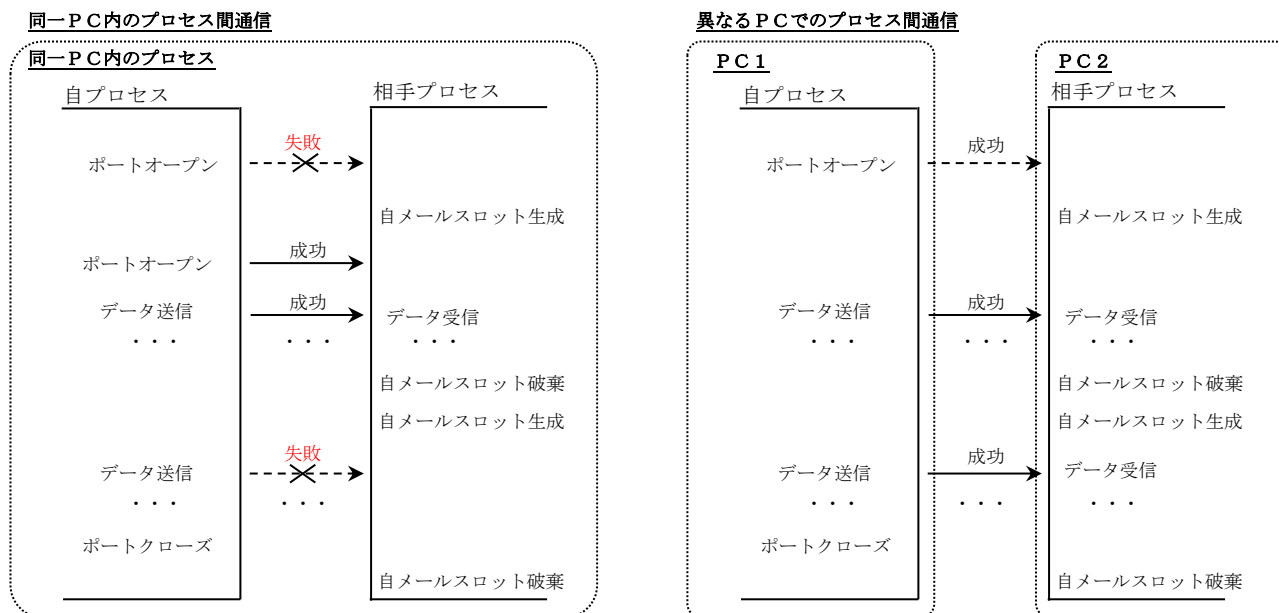 同一ＰＣ内のプロセス間通信
同一ＰＣ内のプロセス
自プロセス
相手プロセス
失敗
ポートオープン
自メールスロット生成
成功
ポートオープン
成功
データ送信
データ受信
・・・
・・・
・・・
自メールスロット破棄
自メールスロット生成
失敗
データ送信
・・・
・・・
ポートクローズ
自メールスロット破棄
異なるＰＣでのプロセス間通信
ＰＣ１
ＰＣ２
自プロセス
相手プロセス
成功
ポートオープン
自メールスロット生成
成功
データ送信
データ受信
・・・
・・・
・・・
自メールスロット破棄
自メールスロット生成
成功
データ送信
データ受信
・・・
・・・
・・・
ポートクローズ
自メールスロット破棄